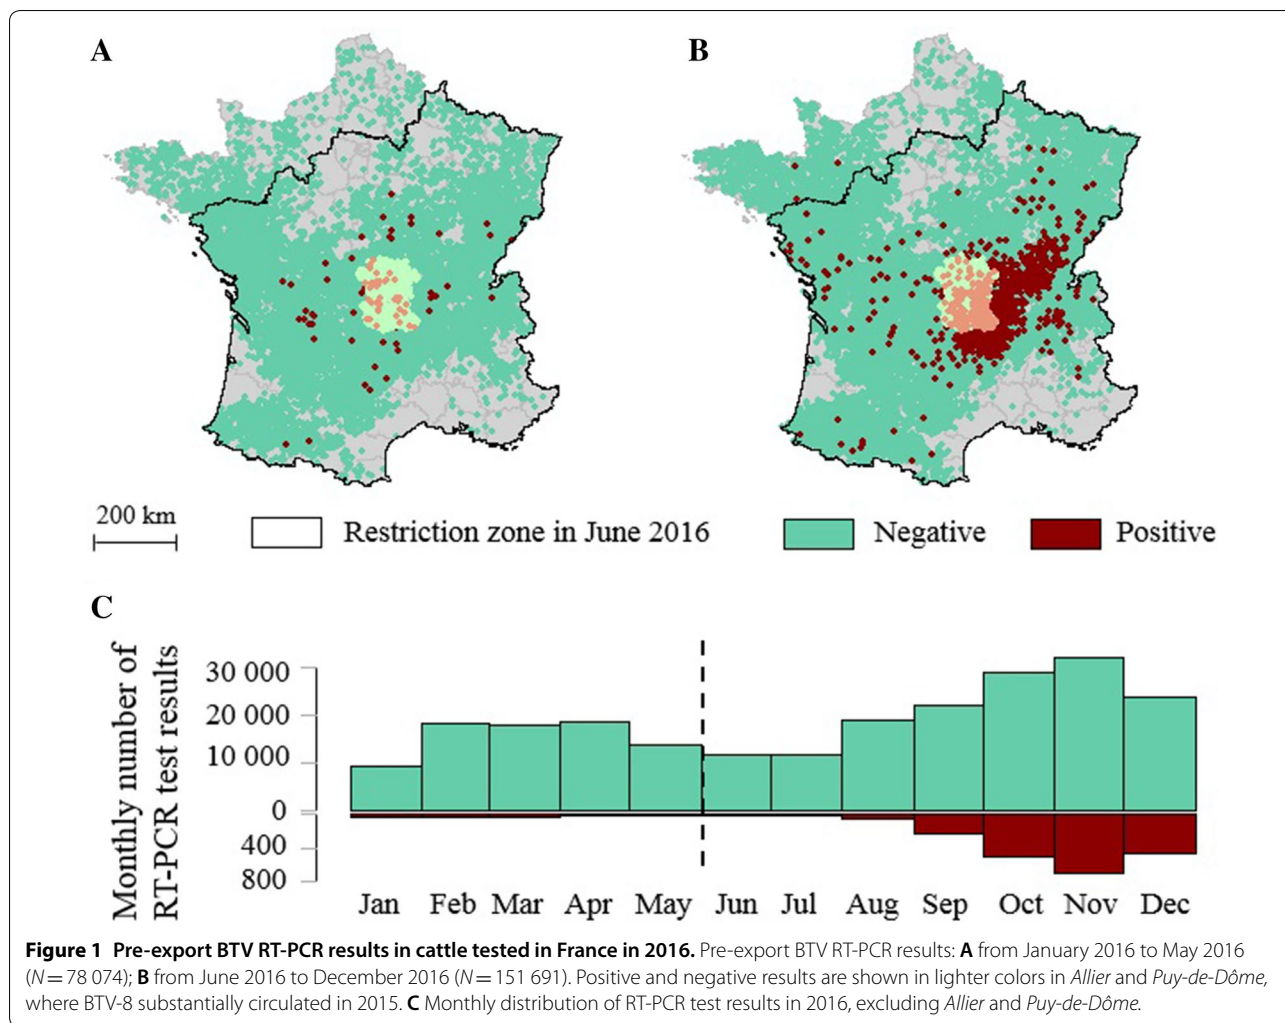 A
B
200 km
Restriction zone in June 2016
Negative
Positive
C
Monthly number of
RT-PCR test results
30 000
20 000
10 000
0
400
800
Jan Feb Mar Apr May Jun Jul Aug Sep Oct Nov Dec
Figure 1 Pre-export BTV RT-PCR results in cattle tested in France in 2016. Pre-export BTV RT-PCR results: A from January 2016 to May 2016
(N = 78 074); B from June 2016 to December 2016 (N = 151 691). Positive and negative results are shown in lighter colors in Allier and Puy-de-Dôme,
where BTV-8 substantially circulated in 2015. C Monthly distribution of RT-PCR test results in 2016, excluding Allier and Puy-de-Dôme.